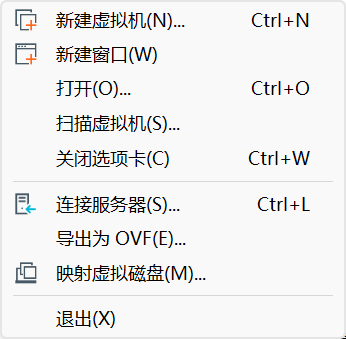 新建虚拟机(N)... Ctrl+N
新建窗口(W)
打开(O)... Ctrl+O
扫描虚拟机(S)...
关闭选项卡(C) Ctrl+W
连接服务器(S)... Ctrl+L
导出为 OVF(E)...
映射虚拟磁盘(M)...
退出(X)